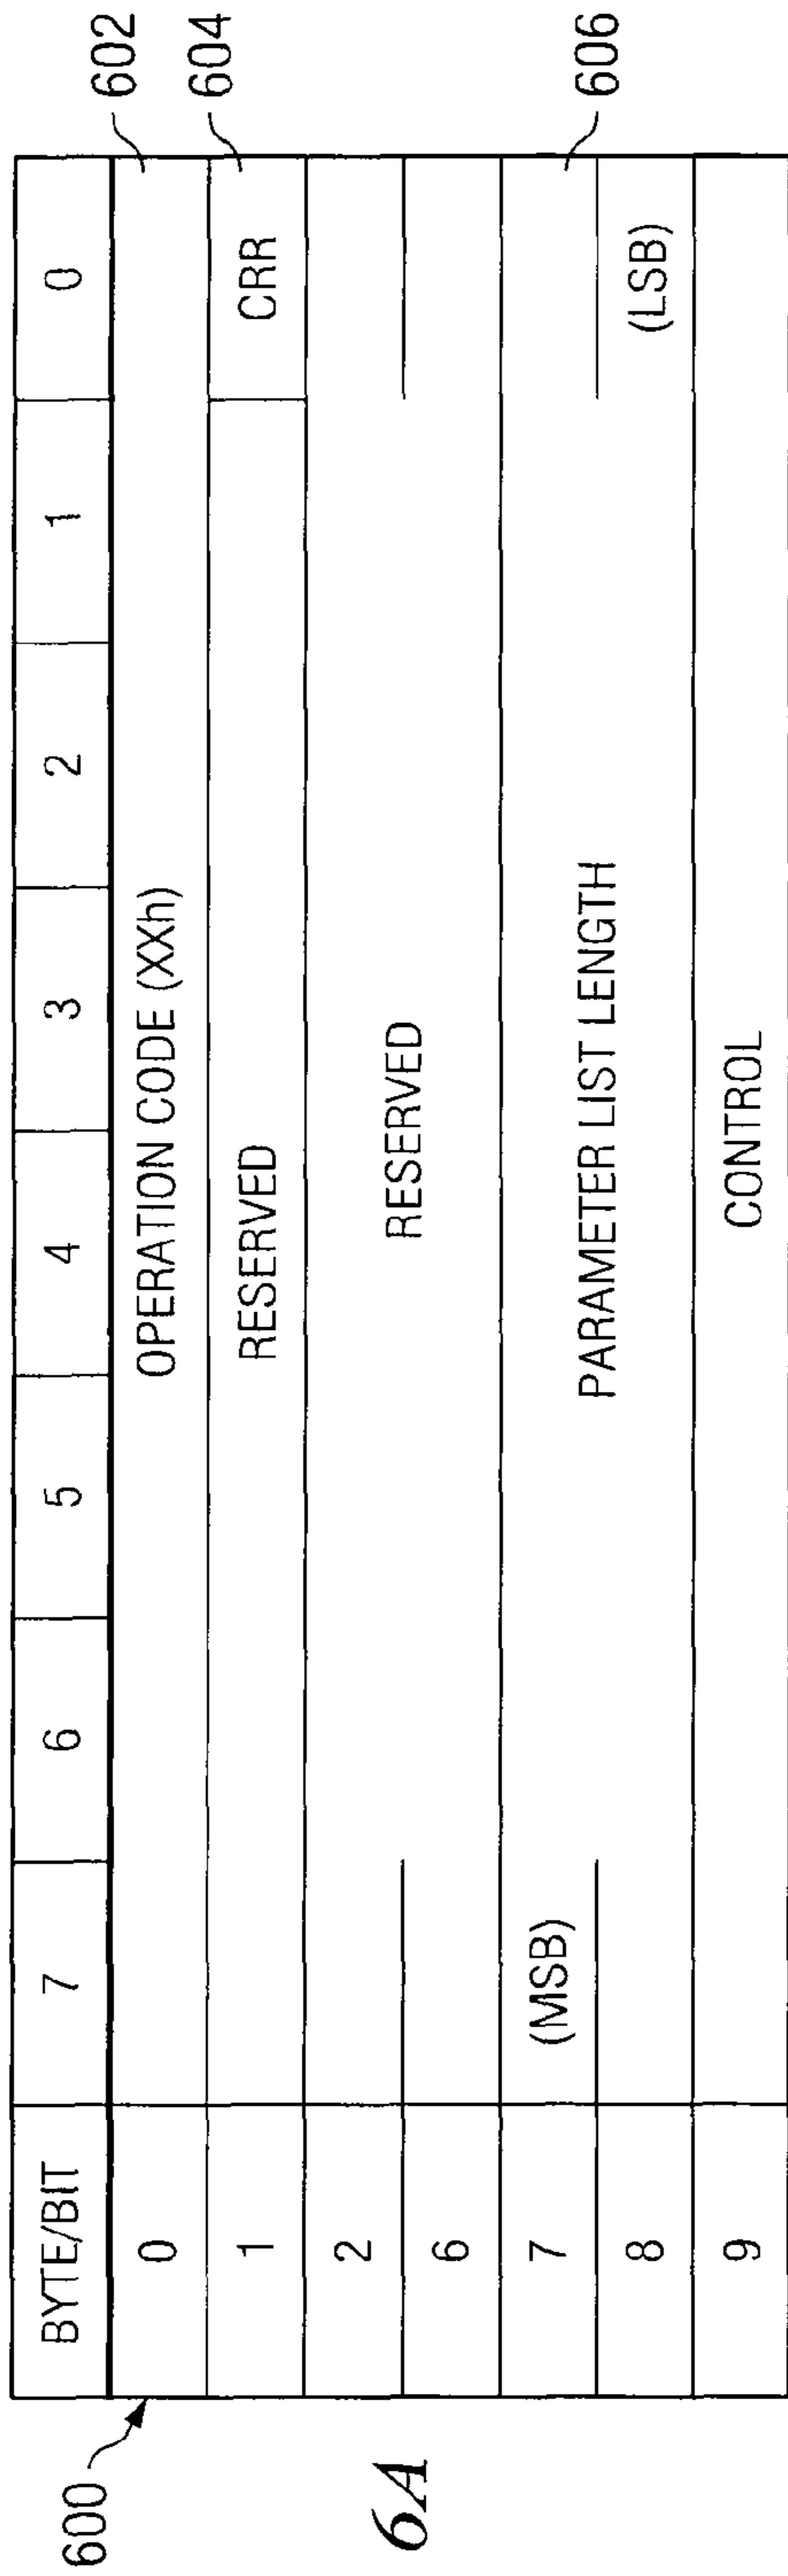 600
BYTE/BIT 7 6 5 4 3 2 1 0
0 OPERATION CODE (XXh) 602
1 RESERVED CRR 604
2 RESERVED
6
7 (MSB) PARAMETER LIST LENGTH 606
8 (LSB)
9 CONTROL
6A